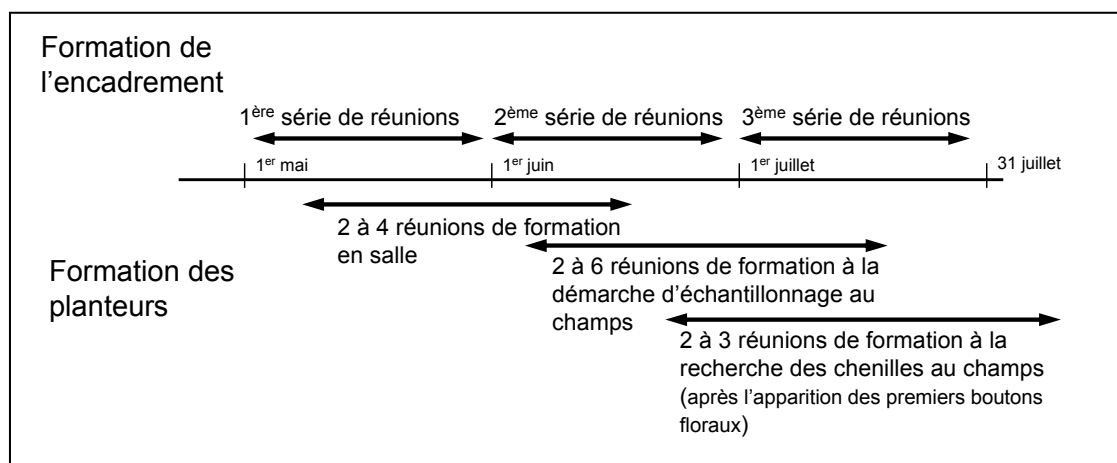 Formation de
l'encadrement
1ère série de réunions
2ème série de réunions
3ème série de réunions
1er mai
1er juin
1er juillet
31 juillet
2 à 4 réunions de formation
en salle
Formation des
planteurs
2 à 6 réunions de formation à la
démarche d'échantillonnage au
champs
2 à 3 réunions de formation à la
recherche des chenilles au champs
(après l'apparition des premiers boutons
floraux)